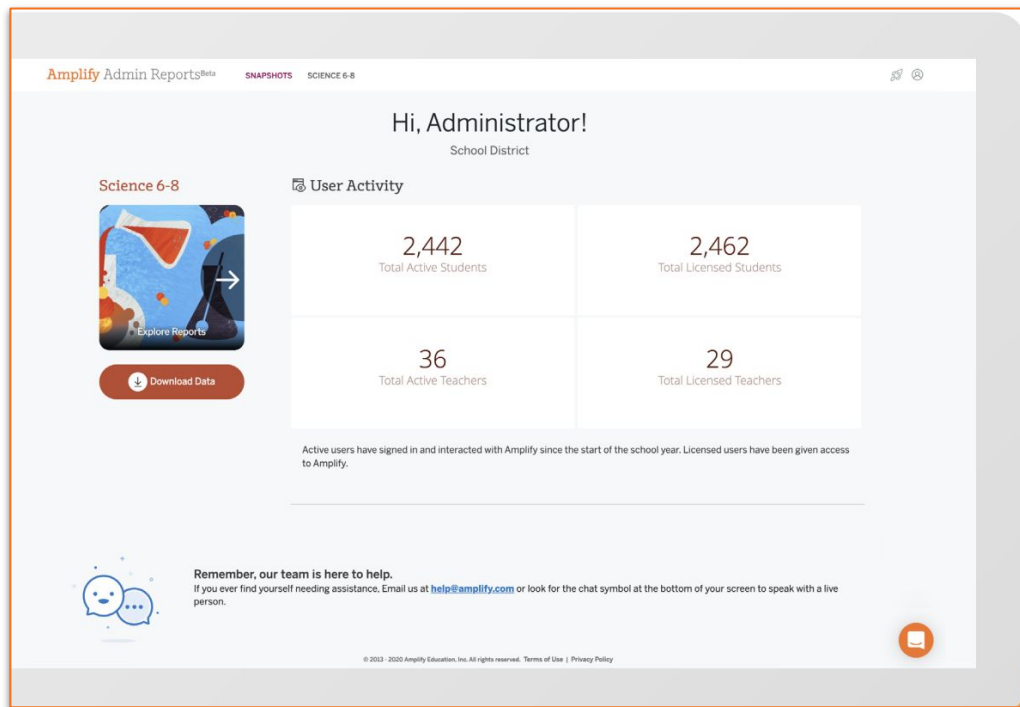 Amplify Admin Reports Beta SNAPSHOTS SCIENCE 6-8
Hi, Administrator!
School District
Science 6-8
User Activity
2,442
Total Active Students
2,462
Total Licensed Students
Explore Reports
36
Total Active Teachers
29
Total Licensed Teachers
Download Data
Active users have signed in and interacted with Amplify since the start of the school year. Licensed users have been given access
to Amplify.
Remember, our team is here to help.
If you ever find yourself needing assistance, Email us at help@amplify.com or look for the chat symbol at the bottom of your screen to speak with a live
person.
© 2013 - 2020 Amplify Education, Inc. All rights reserved. Terms of Use | Privacy Policy